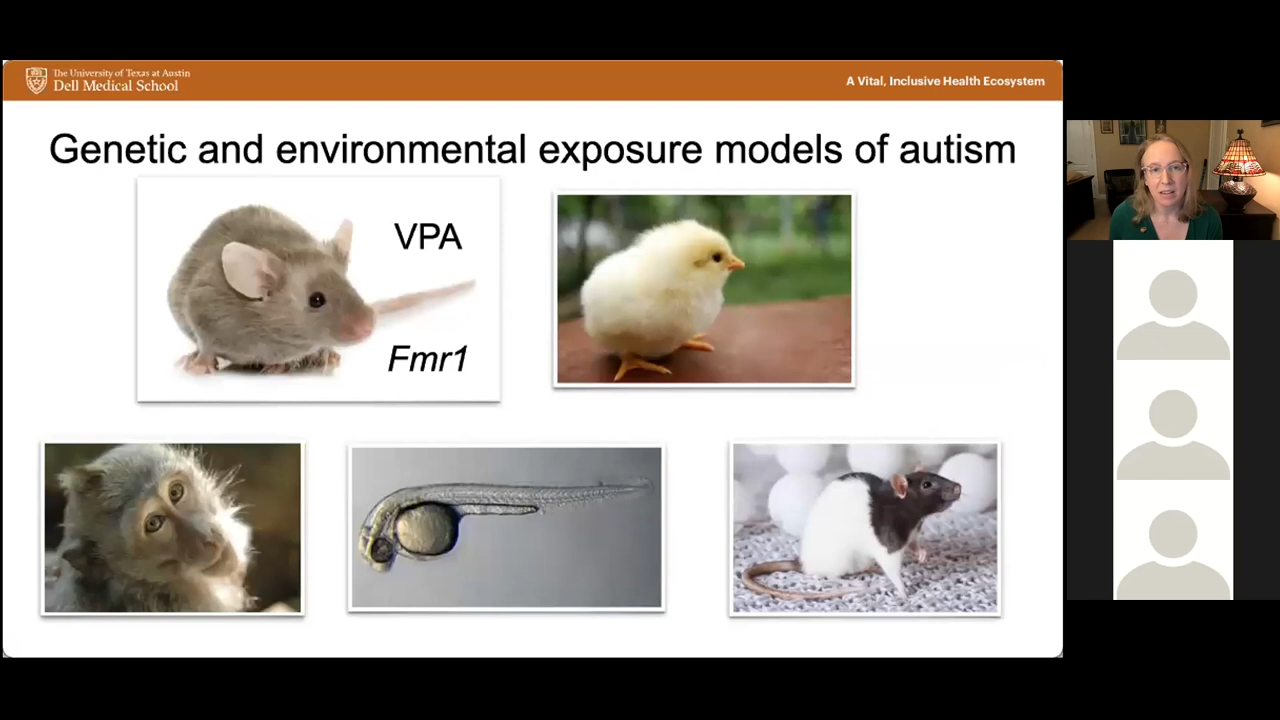 The University of Texas at Austin
Dell Medical School
A Vital, Inclusive Health Ecosystem
Genetic and environmental exposure models of autism
VPA
Fmr1